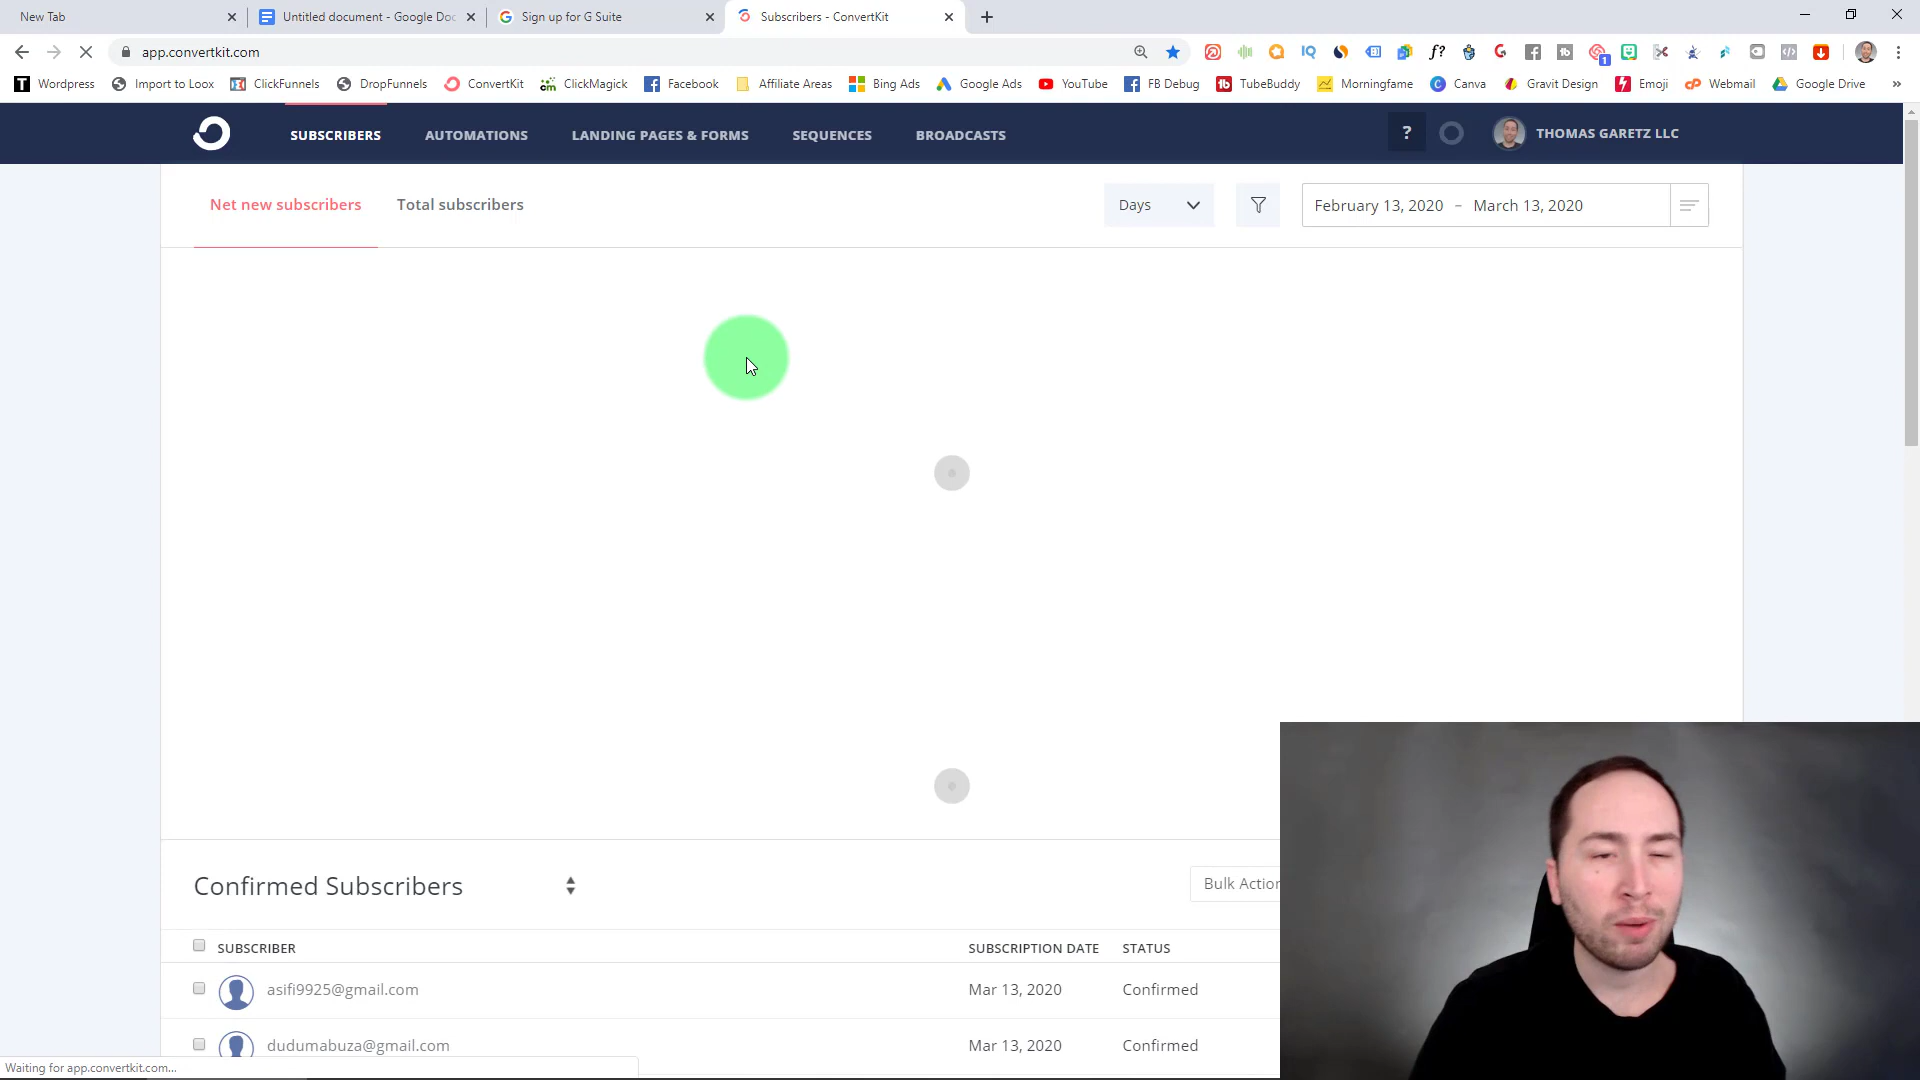 New Tab
Untitled document - Google Doc
Sign up for G Suite
Subscribers - ConvertKit
app.convertkit.com
Wordpress
Import to Loox
ClickFunnels
DropFunnels
ConvertKit
ClickMagick
Facebook
Affiliate Areas
Bing Ads
Google Ads
YouTube
FB Debug
TubeBuddy
Morningfame
Canva
Gravit Design
Emoji
Webmail
Google Drive
SUBSCRIBERS
AUTOMATIONS
LANDING PAGES & FORMS
SEQUENCES
BROADCASTS
?
THOMAS GARETZ LLC
Net new subscribers
Total subscribers
Days
February 13, 2020 – March 13, 2020
Confirmed Subscribers
Bulk Action
SUBSCRIBER SUBSCRIPTION DATE STATUS
asifi9925@gmail.com Mar 13, 2020 Confirmed
dudumabuza@gmail.com Mar 13, 2020 Confirmed
Waiting for app.convertkit.com...